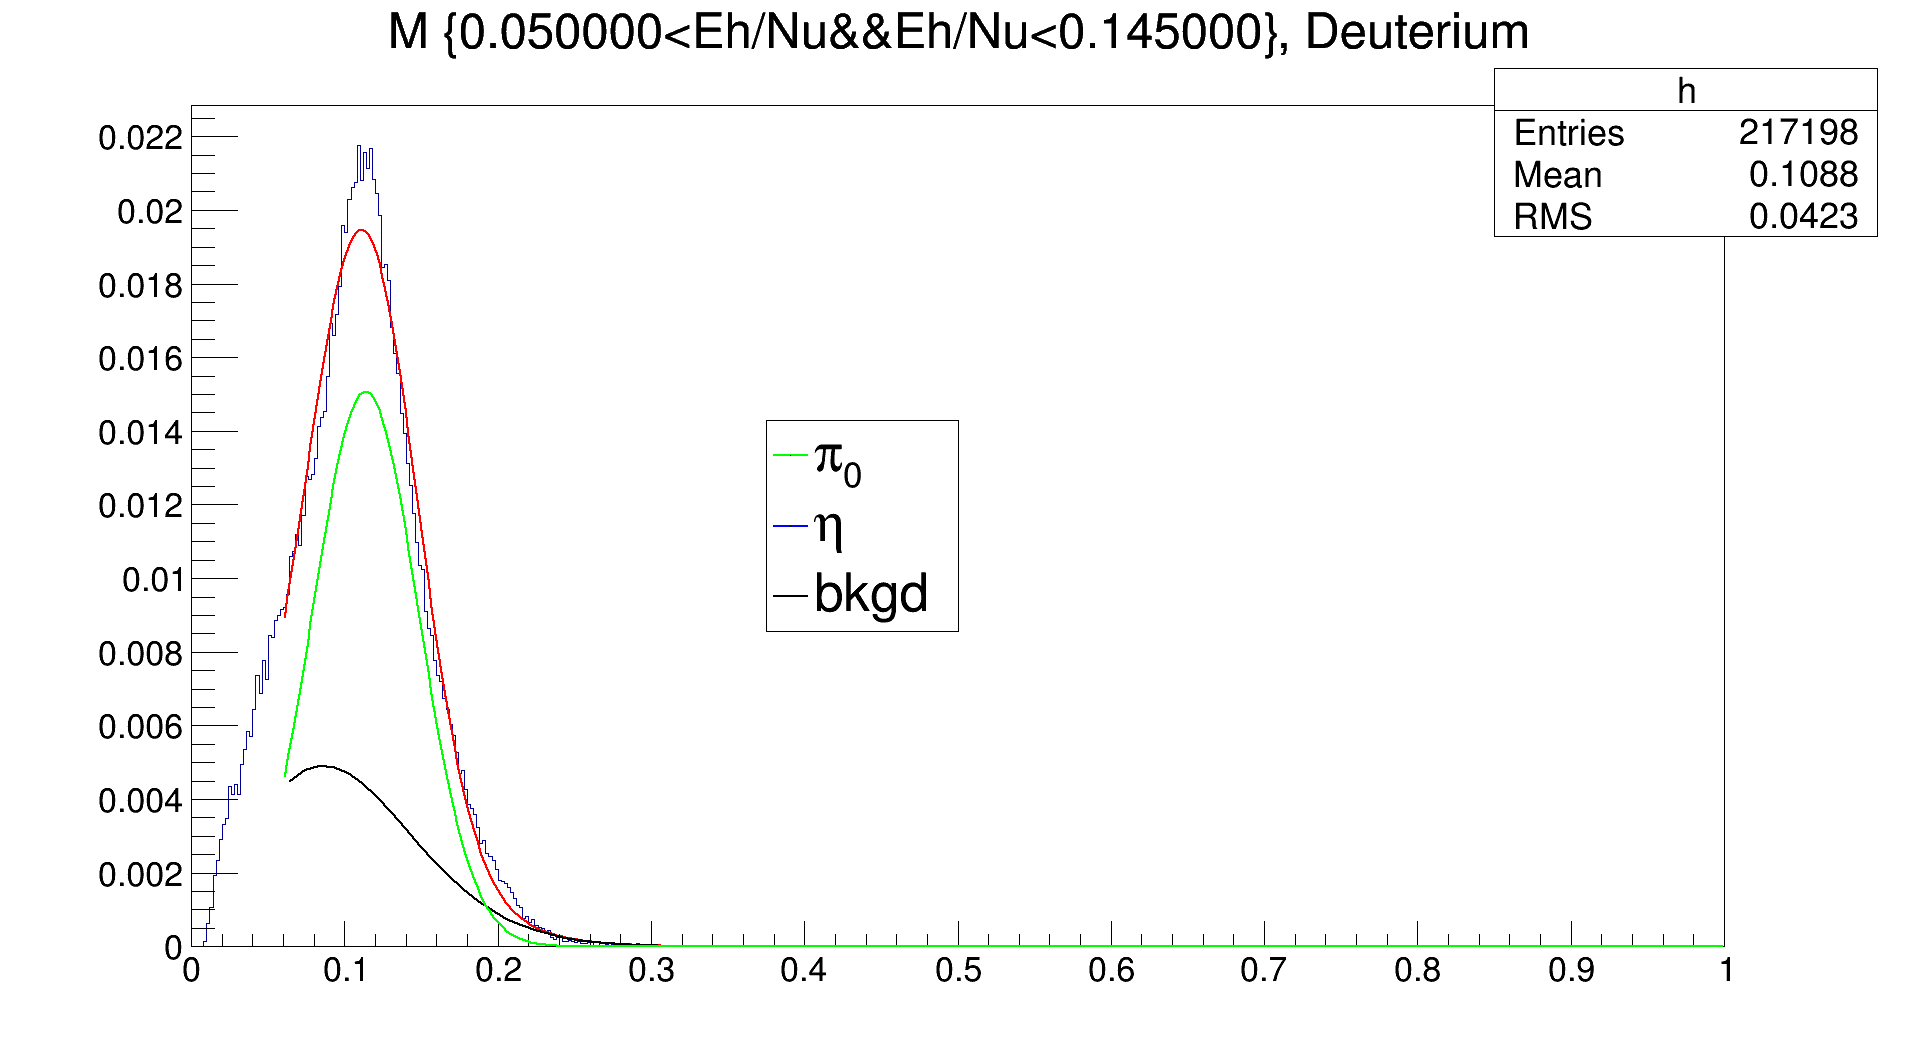 M {0.050000<Eh/Nu&&Eh/Nu<0.145000}, Deuterium
h
Entries 217198
Mean 0.1088
RMS 0.0423
0.022
0.02
0.018
0.016
0.014
0.012
0.01
0.008
0.006
0.004
0.002
0
π0
η
bkgd
0 0.1 0.2 0.3 0.4 0.5 0.6 0.7 0.8 0.9 1